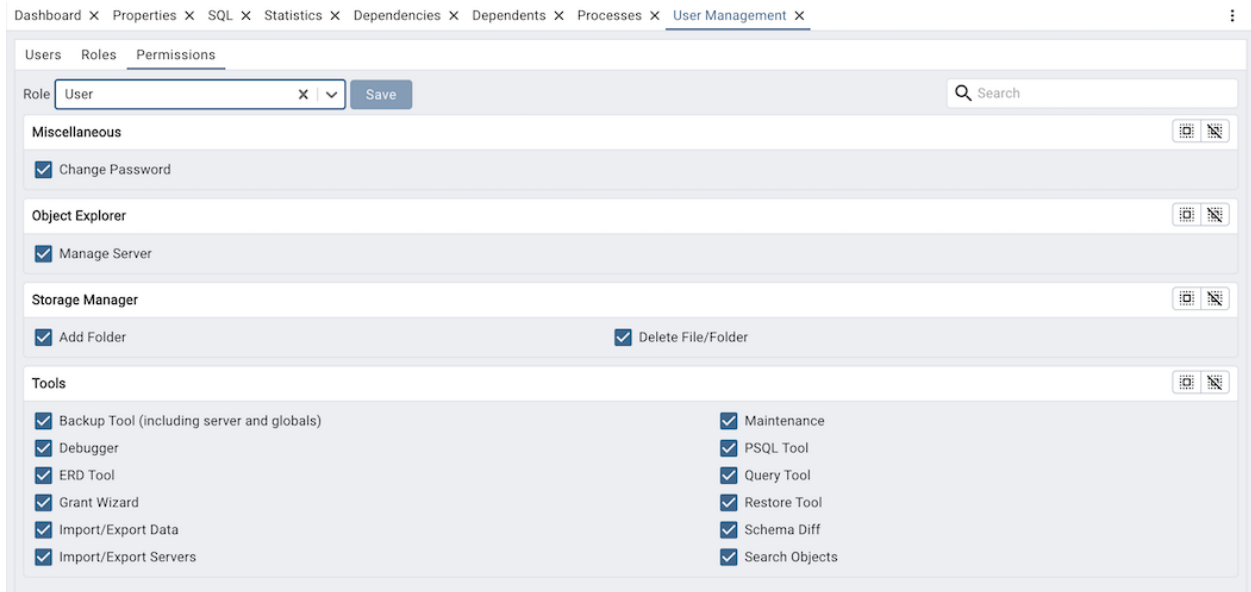 Dashboard Properties SQL Statistics Dependencies Dependents Processes User Management
Users Roles Permissions
Role User Save Search
Miscellaneous
Change Password
Object Explorer
Manage Server
Storage Manager
Add Folder Delete File/Folder
Tools
Backup Tool (including server and globals) Maintenance
Debugger PSQL Tool
ERD Tool Query Tool
Grant Wizard Restore Tool
Import/Export Data Schema Diff
Import/Export Servers Search Objects